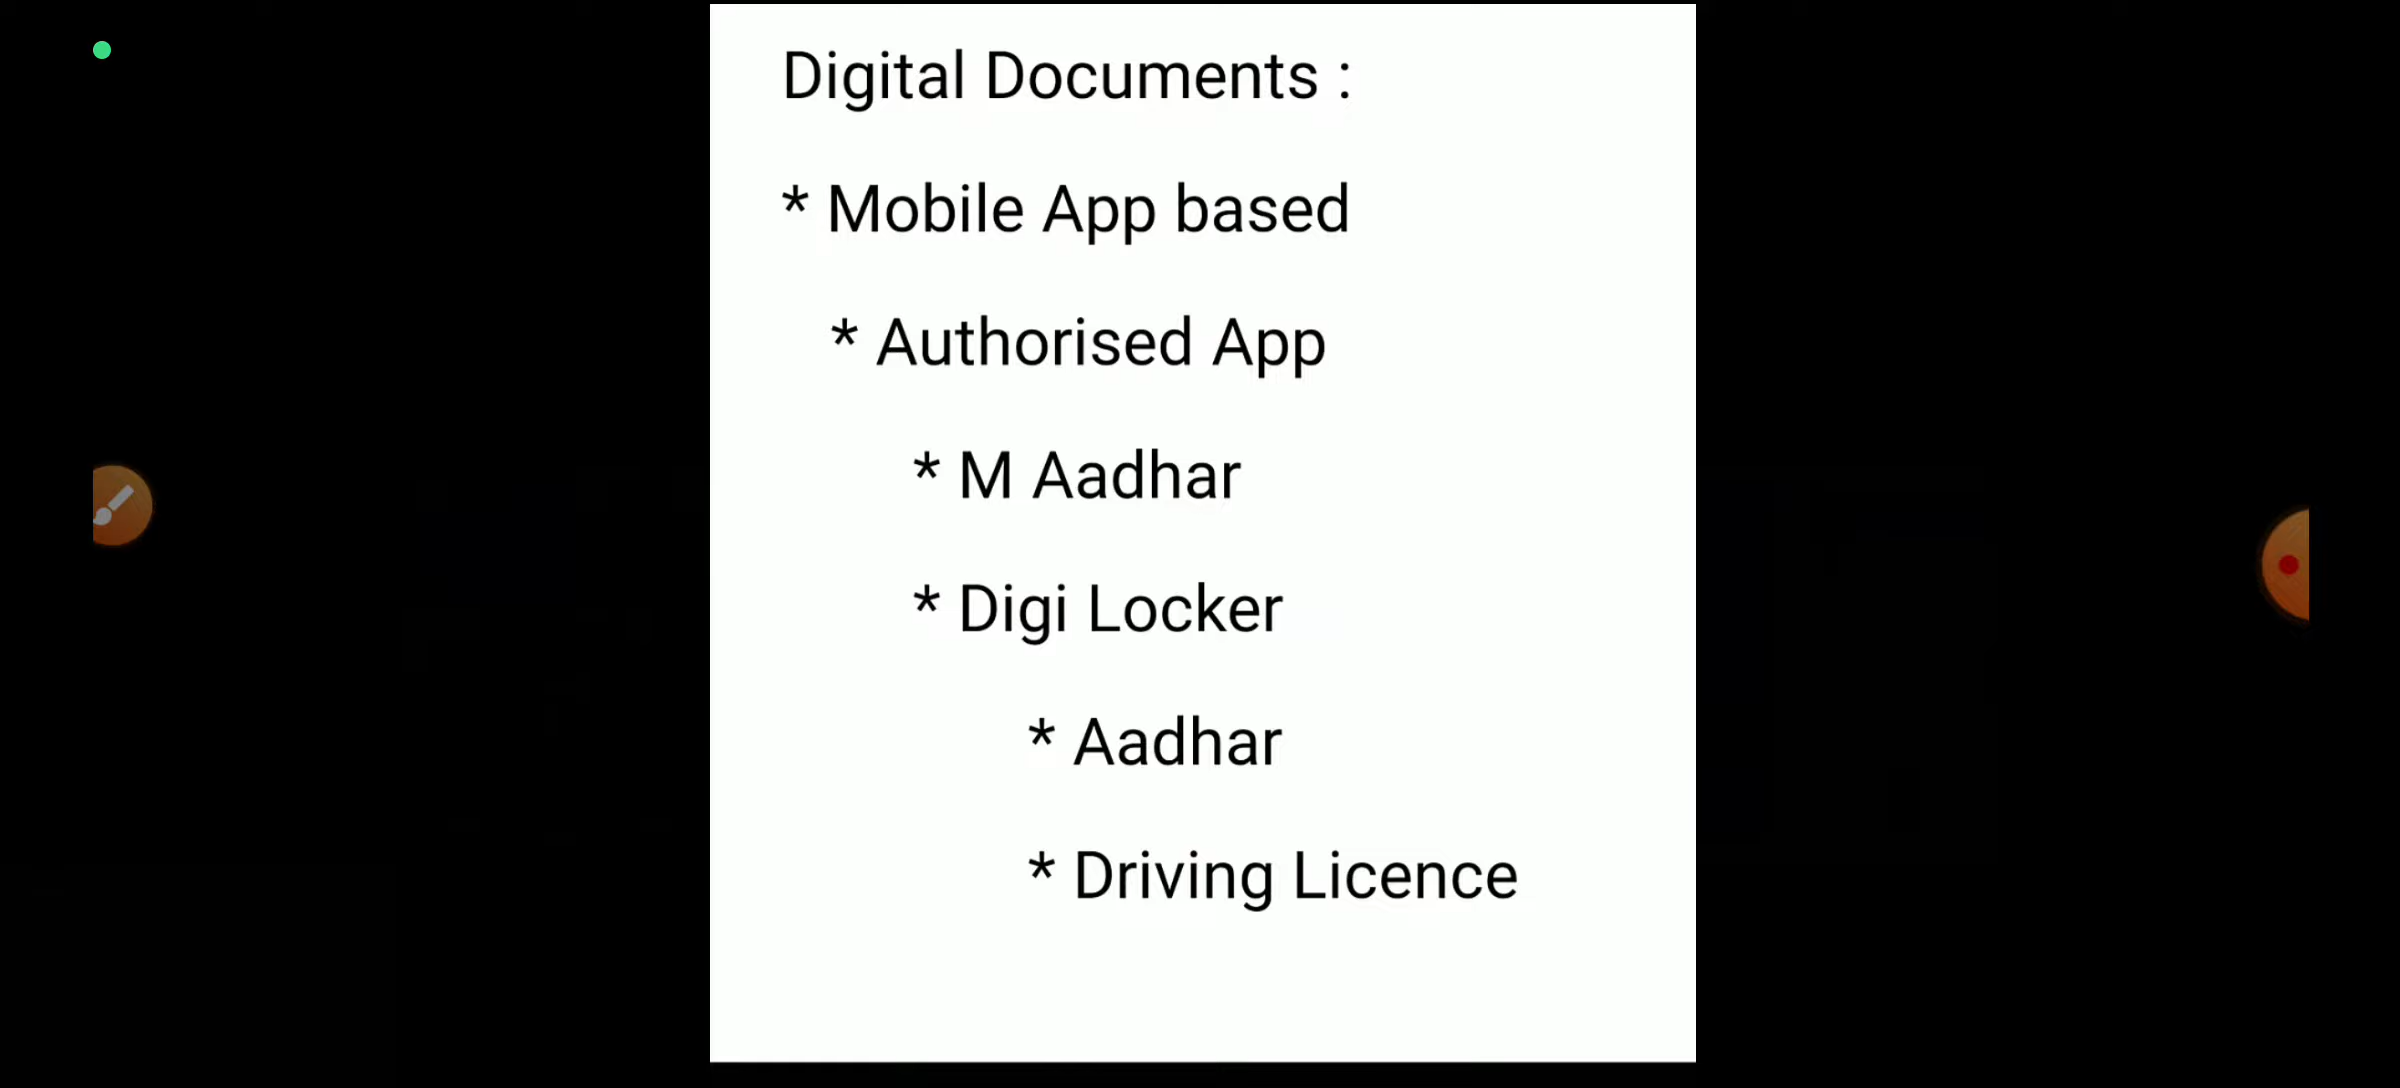 Digital Documents :
* Mobile App based
* Authorised App
* M Aadhar
* Digi Locker
* Aadhar
* Driving Licence